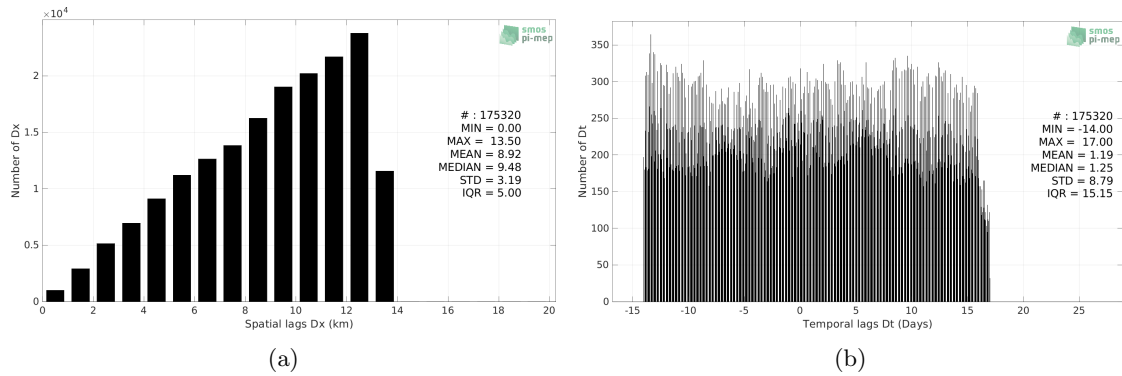 ×10⁴
2
1.5
1
0.5
0
Number of Dx
0 2 4 6 8 10 12 14 16 18 20
Spatial lags Dx (km)
smos
pi-mep
# : 175320
MIN = 0.00
MAX = 13.50
MEAN = 8.92
MEDIAN = 9.48
STD = 3.19
IQR = 5.00
(a)
350
300
250
200
150
100
50
0
Number of Dt
-15 -10 -5 0 5 10 15 20 25
Temporal lags Dt (Days)
smos
pi-mep
# : 175320
MIN = -14.00
MAX = 17.00
MEAN = 1.19
MEDIAN = 1.25
STD = 8.79
IQR = 15.15
(b)